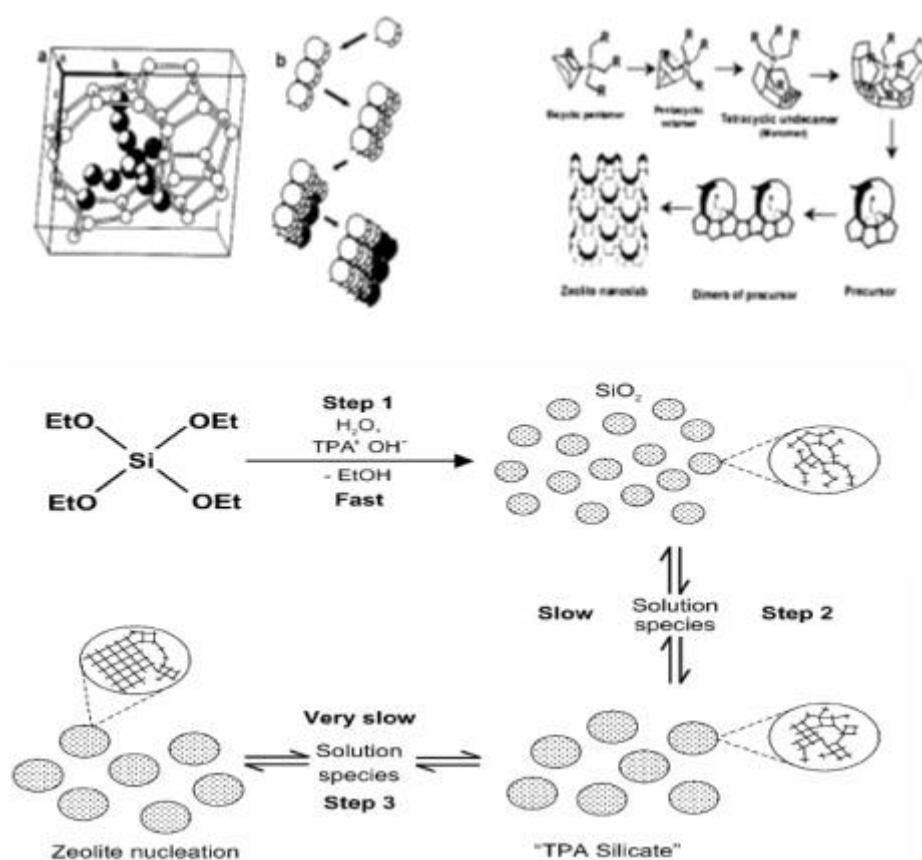 a
b
R
R
R
R
Bicyclic pentamer
Pentacyclic octamer
Tetracyclic undecamer
(Monomer)
Zeolite nanoslab
Dimers of precursor
Precursor
SiO₂
EtO
OEt
Si
EtO
OEt
Step 1
H₂O,
TPA⁺ OH⁻
- EtOH
Fast
Slow
Solution
species
Step 2
Very slow
Solution
species
Step 3
Zeolite nucleation
"TPA Silicate"